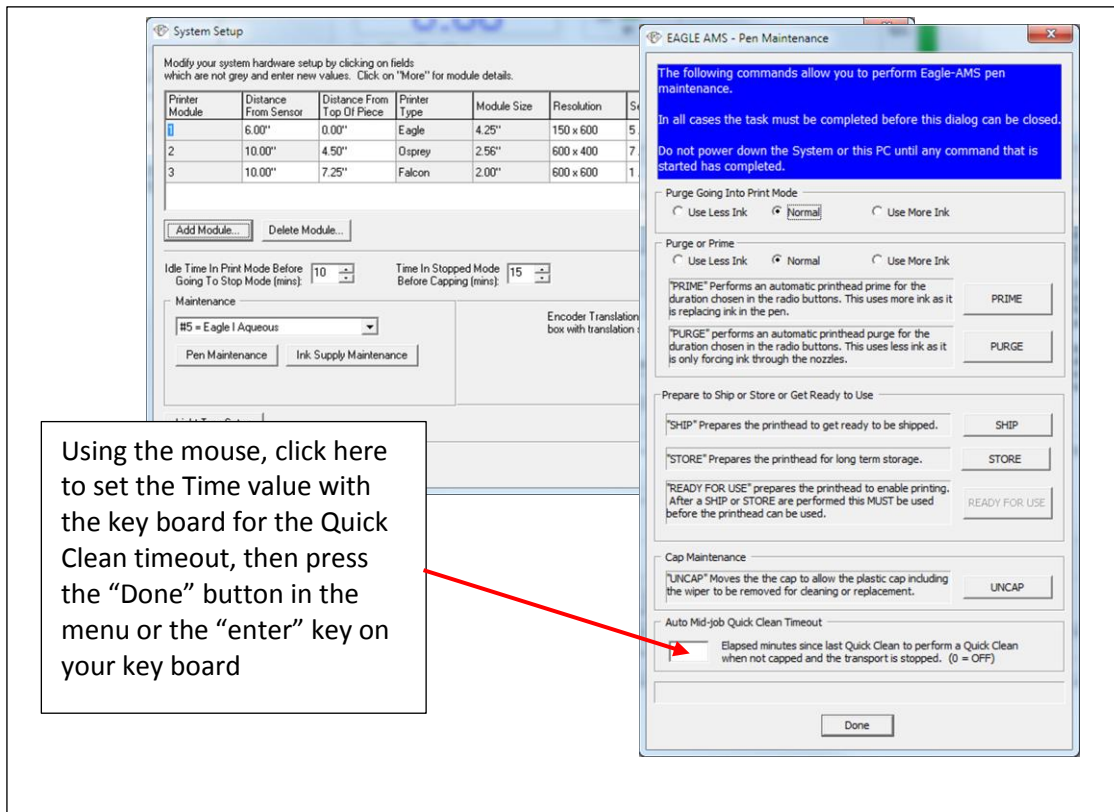 System Setup
Modify your system hardware setup by clicking on fields
which are not grey and enter new values. Click on "More" for module details.
Printer Module Distance From Sensor Distance From Top Of Piece Printer Type Module Size Resolution
1 6.00" 0.00" Eagle 4.25" 150 x 600 5
2 10.00" 4.50" Osprey 2.56" 600 x 400 7
3 10.00" 7.25" Falcon 2.00" 600 x 600 1
Add Module... Delete Module...
Idle Time In Print Mode Before
Going To Stop Mode (mins): 10
Time In Stopped Mode
Before Capping (mins): 15
Maintenance
#5 = Eagle I Aqueous
Pen Maintenance Ink Supply Maintenance
Encoder Translation
box with translation
Using the mouse, click here
to set the Time value with
the key board for the Quick
Clean timeout, then press
the “Done” button in the
menu or the “enter” key on
your key board
EAGLE AMS - Pen Maintenance
The following commands allow you to perform Eagle-AMS pen
maintenance.
In all cases the task must be completed before this dialog can be closed.
Do not power down the System or this PC until any command that is
started has completed.
Purge Going Into Print Mode
Use Less Ink Normal Use More Ink
Purge or Prime
Use Less Ink Normal Use More Ink
"PRIME" Performs an automatic printhead prime for the
duration chosen in the radio buttons. This uses more ink as it
is replacing ink in the pen.
PRIME
"PURGE" performs an automatic printhead purge for the
duration chosen in the radio buttons. This uses less ink as it
is only forcing ink through the nozzles.
PURGE
Prepare to Ship or Store or Get Ready to Use
"SHIP" Prepares the printhead to get ready to be shipped.
SHIP
"STORE" Prepares the printhead for long term storage.
STORE
"READY FOR USE" prepares the printhead to enable printing.
After a SHIP or STORE are performed this MUST be used
before the printhead can be used.
READY FOR USE
Cap Maintenance
"UNCAP" Moves the the cap to allow the plastic cap including
the wiper to be removed for cleaning or replacement.
UNCAP
Auto Mid-job Quick Clean Timeout
Elapsed minutes since last Quick Clean to perform a Quick Clean
when not capped and the transport is stopped. (0 = OFF)
Done